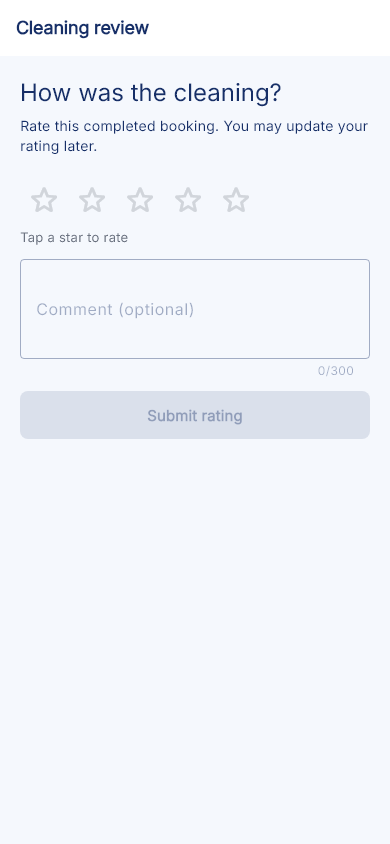 Cleaning review
How was the cleaning?
Rate this completed booking. You may update your
rating later.
Tap a star to rate
Comment (optional)
0/300
Submit rating